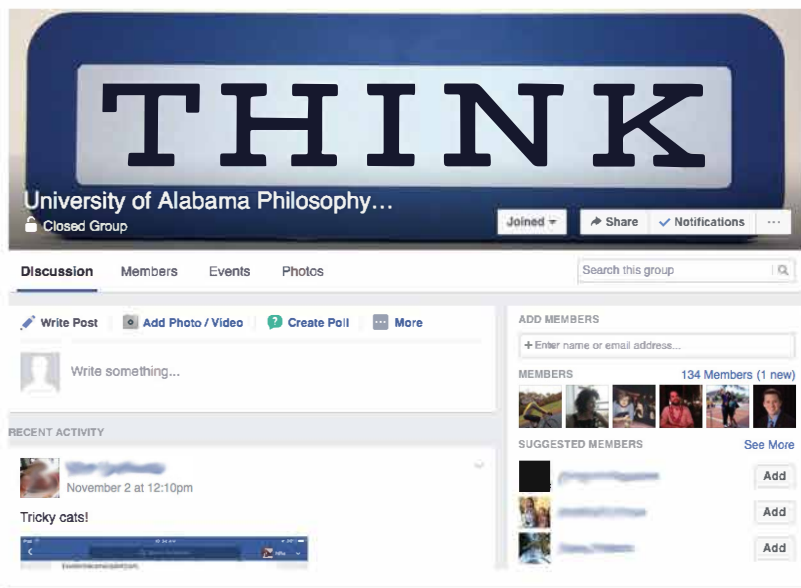 THINK
University of Alabama Philosophy...
Closed Group
Joined
Share
Notifications
Discussion
Members
Events
Photos
Search this group
Write Post
Add Photo / Video
Create Poll
More
Write something...
RECENT ACTIVITY
November 2 at 12:10pm
Tricky cats!
ADD MEMBERS
+ Enter name or email address...
MEMBERS
134 Members (1 new)
SUGGESTED MEMBERS
See More
Add
Add
Add